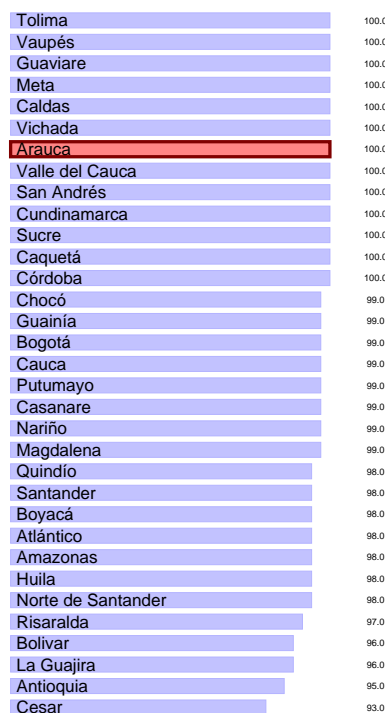 Tolima 100.0
Vaupés 100.0
Guaviare 100.0
Meta 100.0
Caldas 100.0
Vichada 100.0
Arauca 100.0
Valle del Cauca 100.0
San Andrés 100.0
Cundinamarca 100.0
Sucre 100.0
Caquetá 100.0
Córdoba 100.0
Chocó 99.0
Guainía 99.0
Bogotá 99.0
Cauca 99.0
Putumayo 99.0
Casanare 99.0
Nariño 99.0
Magdalena 99.0
Quindío 98.0
Santander 98.0
Boyacá 98.0
Atlántico 98.0
Amazonas 98.0
Huila 98.0
Norte de Santander 98.0
Risaralda 97.0
Bolivar 96.0
La Guajira 96.0
Antioquia 95.0
Cesar 93.0